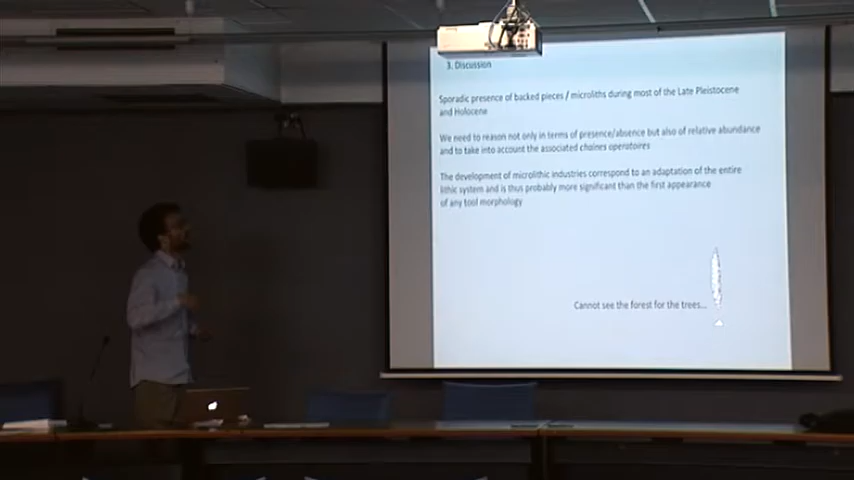 3. Discussion
Sporadic presence of backed pieces / microliths during most of the Late Pleistocene
and Holocene
We need to reason not only in terms of presence/absence but also of relative abundance
and to take into account the associated chaines operatoires
The development of microlithic industries correspond to an adaptation of the entire
lithic system and is thus probably more significant than the first appearance
of any tool morphology
Cannot see the forest for the trees...